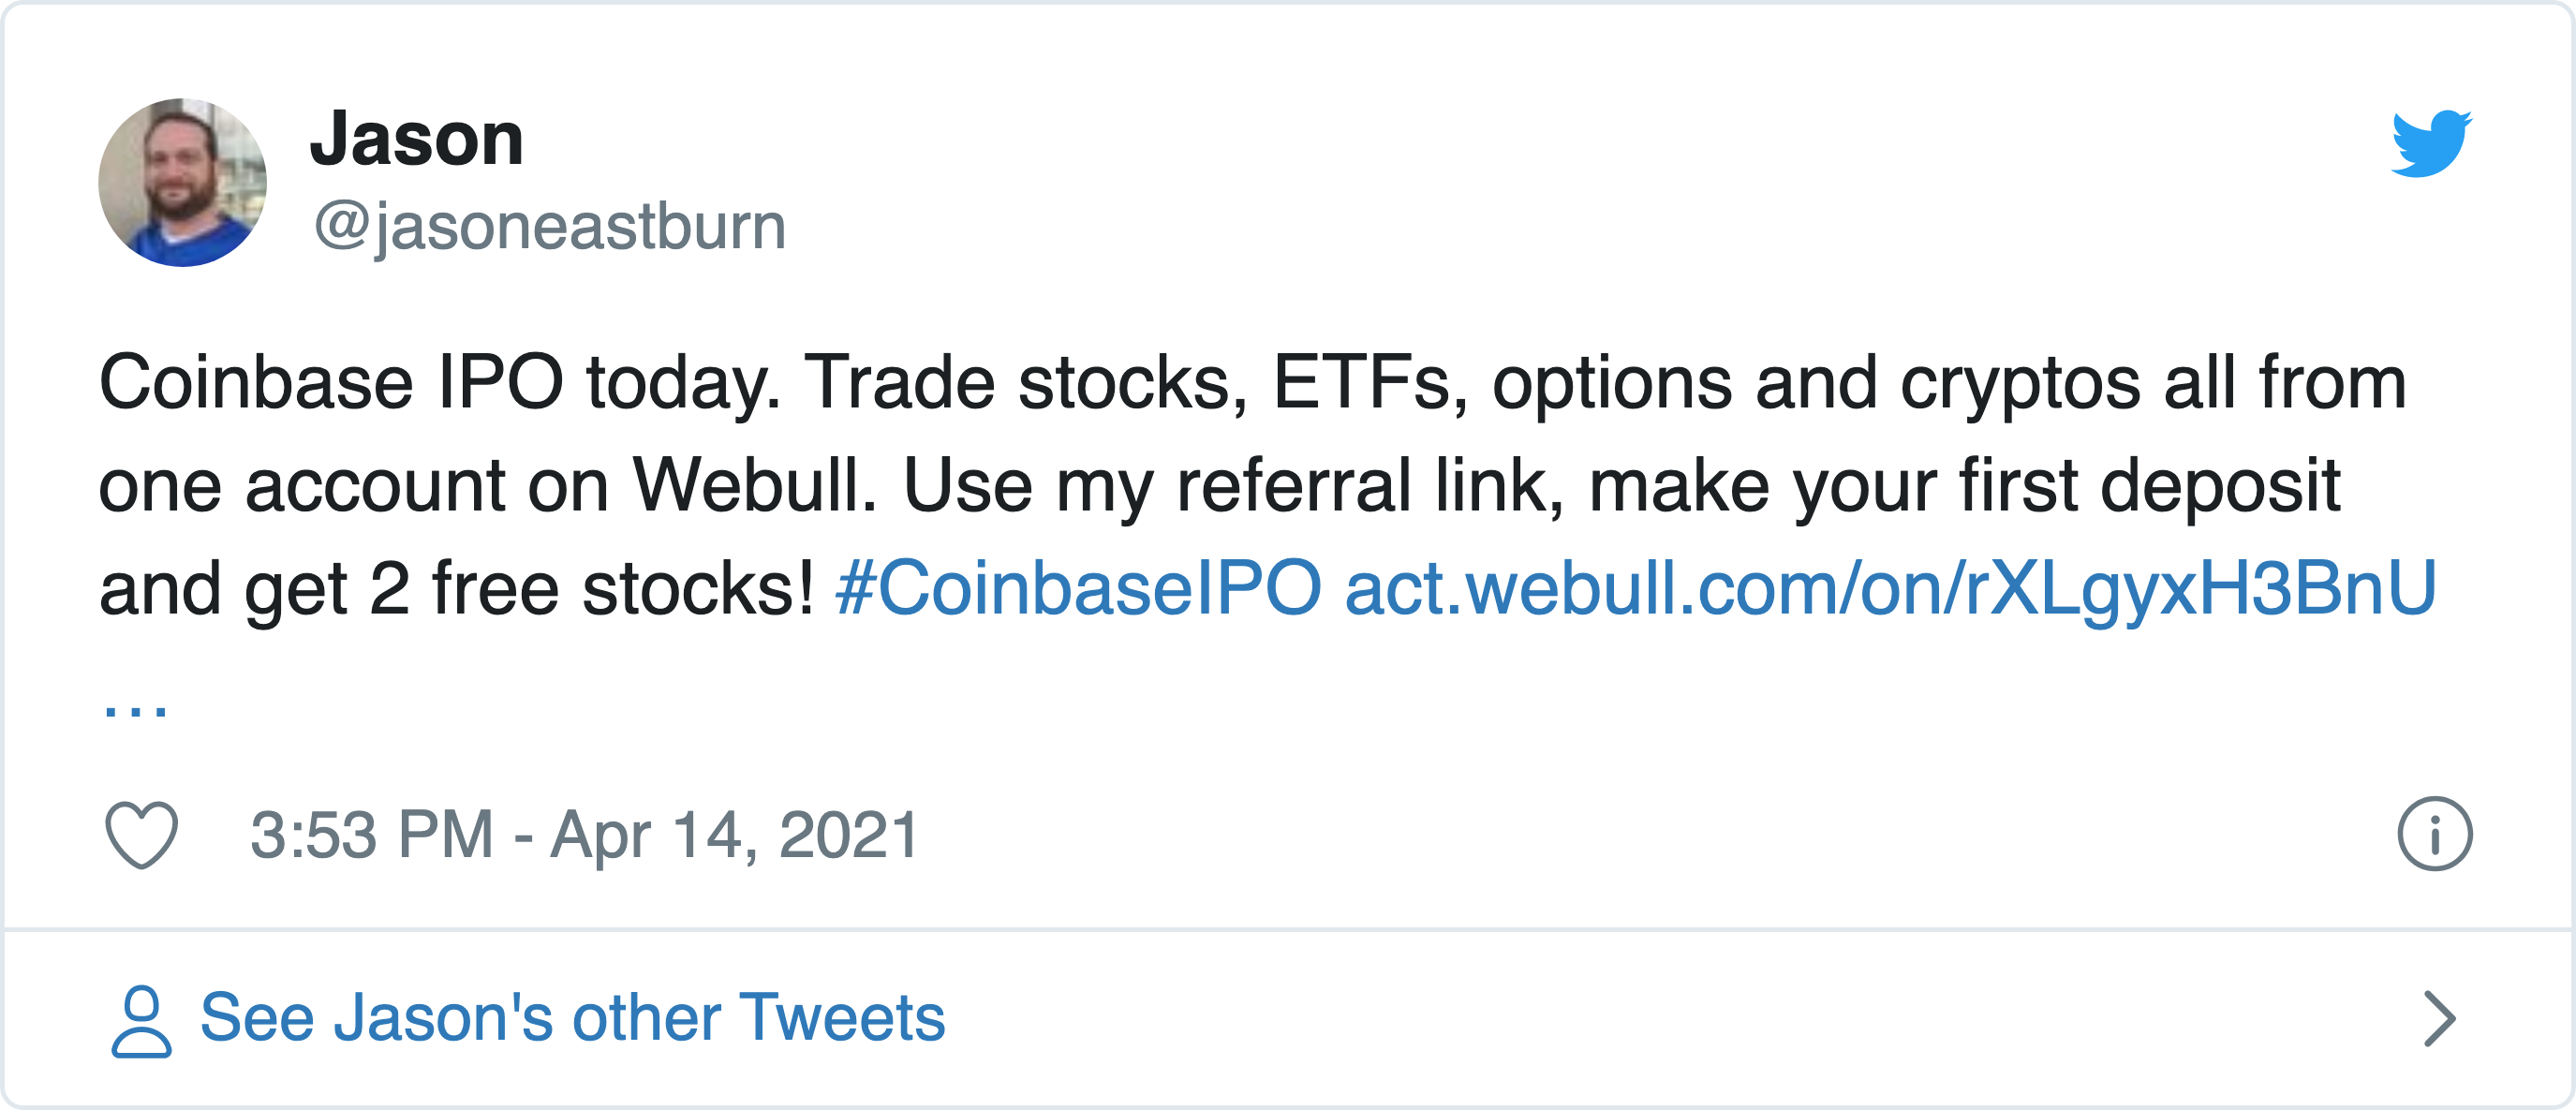 Jason
@jasoneastburn
Coinbase IPO today. Trade stocks, ETFs, options and cryptos all from
one account on Webull. Use my referral link, make your first deposit
and get 2 free stocks! #CoinbaseIPO act.webull.com/on/rXLgyxH3BnU
…
3:53 PM - Apr 14, 2021
See Jason's other Tweets